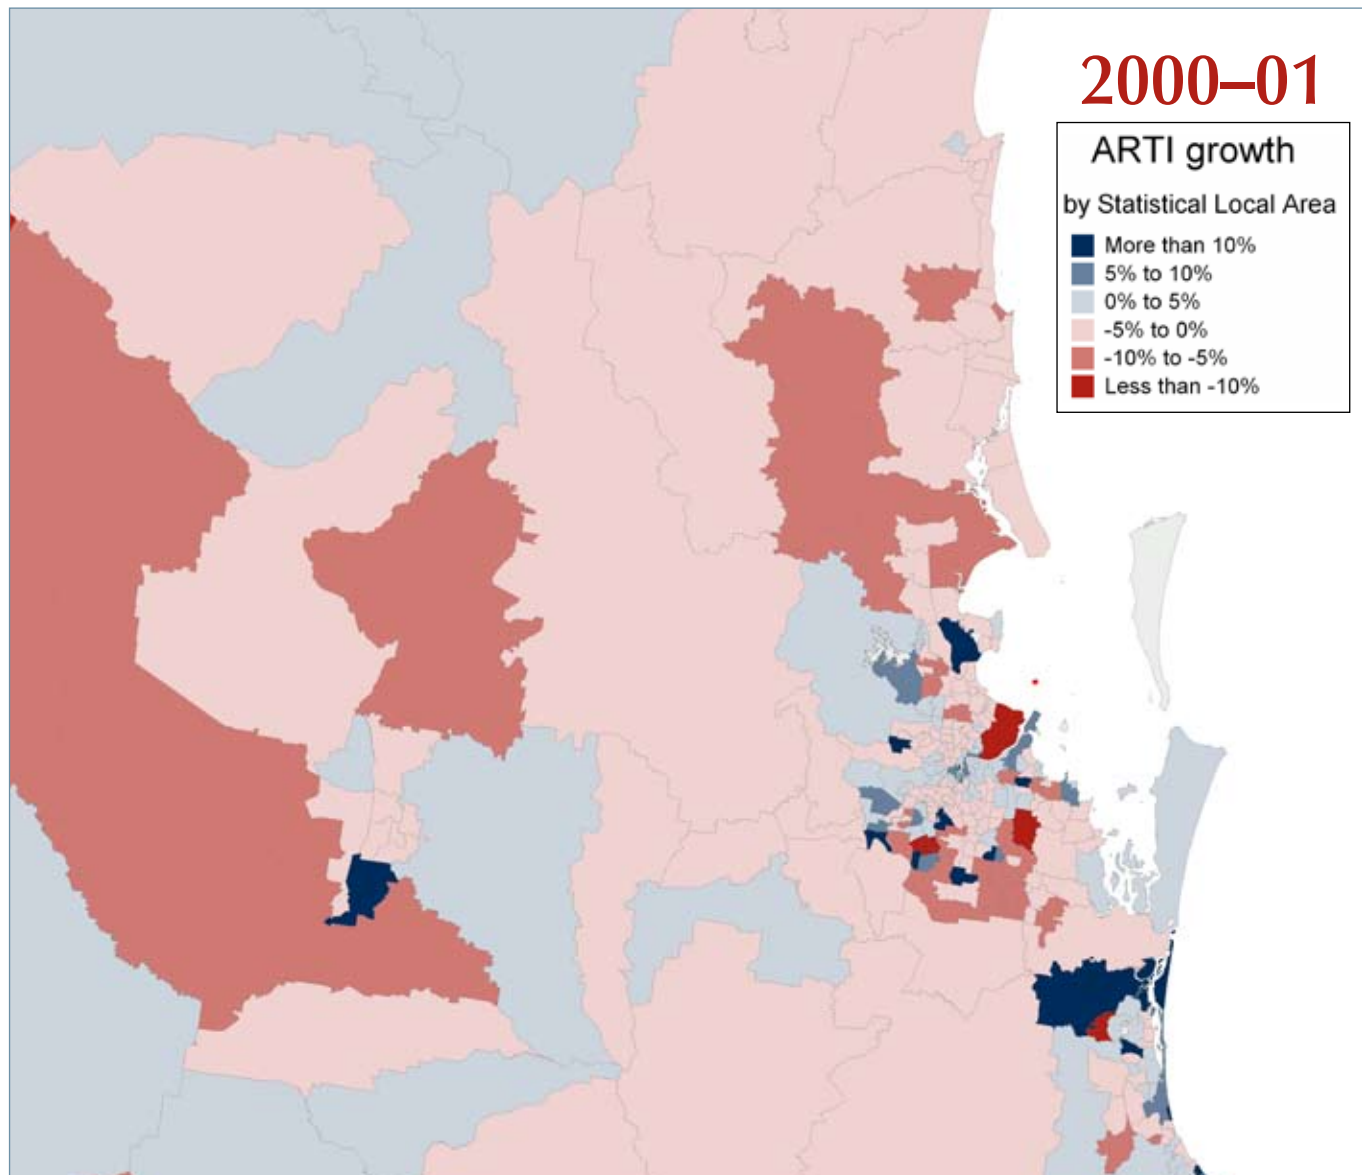 2000–01
ARTI growth
by Statistical Local Area
More than 10%
5% to 10%
0% to 5%
-5% to 0%
-10% to -5%
Less than -10%